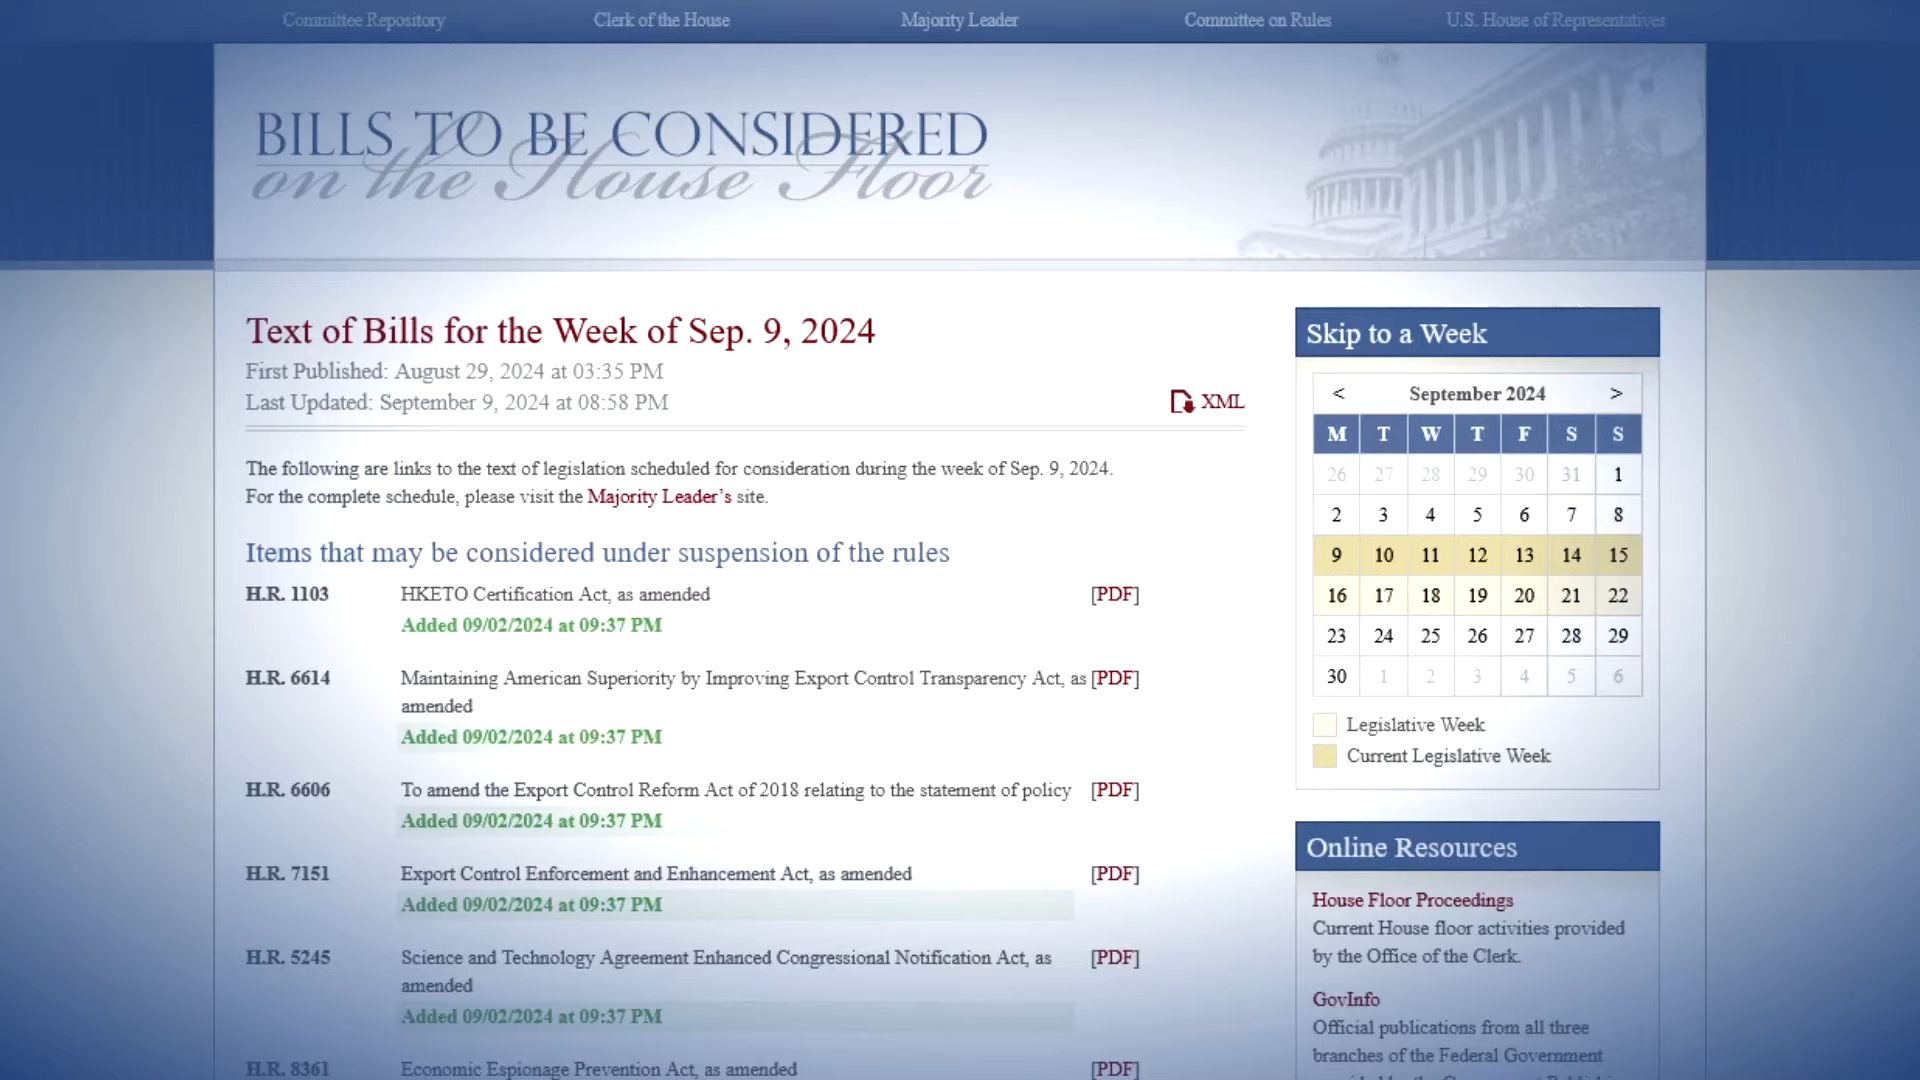 Committee Repository
Clerk of the House
Majority Leader
Committee on Rules
U.S. House of Representatives
BILLS TO BE CONSIDERED
on the House Floor
Text of Bills for the Week of Sep. 9, 2024
First Published: August 29, 2024 at 03:35 PM
Last Updated: September 9, 2024 at 08:58 PM
XML
The following are links to the text of legislation scheduled for consideration during the week of Sep. 9, 2024.
For the complete schedule, please visit the Majority Leader's site.
Items that may be considered under suspension of the rules
H.R. 1103 HKETO Certification Act, as amended [PDF]
Added 09/02/2024 at 09:37 PM
H.R. 6614 Maintaining American Superiority by Improving Export Control Transparency Act, as [PDF]
amended
Added 09/02/2024 at 09:37 PM
H.R. 6606 To amend the Export Control Reform Act of 2018 relating to the statement of policy [PDF]
Added 09/02/2024 at 09:37 PM
H.R. 7151 Export Control Enforcement and Enhancement Act, as amended [PDF]
Added 09/02/2024 at 09:37 PM
H.R. 5245 Science and Technology Agreement Enhanced Congressional Notification Act, as [PDF]
amended
Added 09/02/2024 at 09:37 PM
H.R. 8361 Economic Espionage Prevention Act, as amended [PDF]
Skip to a Week
< September 2024 >
M T W T F S S
26 27 28 29 30 31 1
2 3 4 5 6 7 8
9 10 11 12 13 14 15
16 17 18 19 20 21 22
23 24 25 26 27 28 29
30 1 2 3 4 5 6
Legislative Week
Current Legislative Week
Online Resources
House Floor Proceedings
Current House floor activities provided
by the Office of the Clerk.
GovInfo
Official publications from all three
branches of the Federal Government